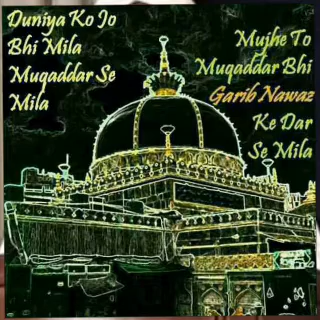 Duniya Ko Jo
Bhi Mila
Muqaddar Se
Mila
Mujhe To
Muqaddar Bhi
Garib Nawaz
Ke Dar
Se Mila